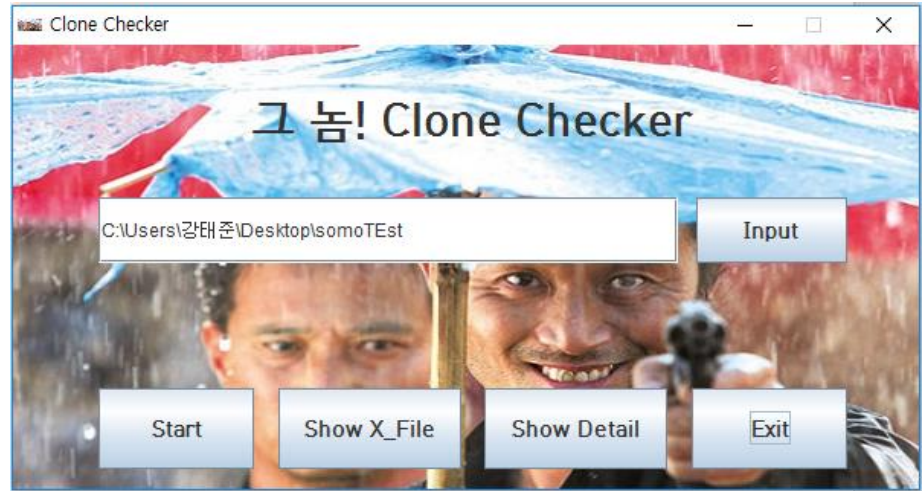 Clone Checker
그 놈! Clone Checker
C:\Users\강태준\Desktop\somoTEst
Input
Start
Show X_File
Show Detail
Exit